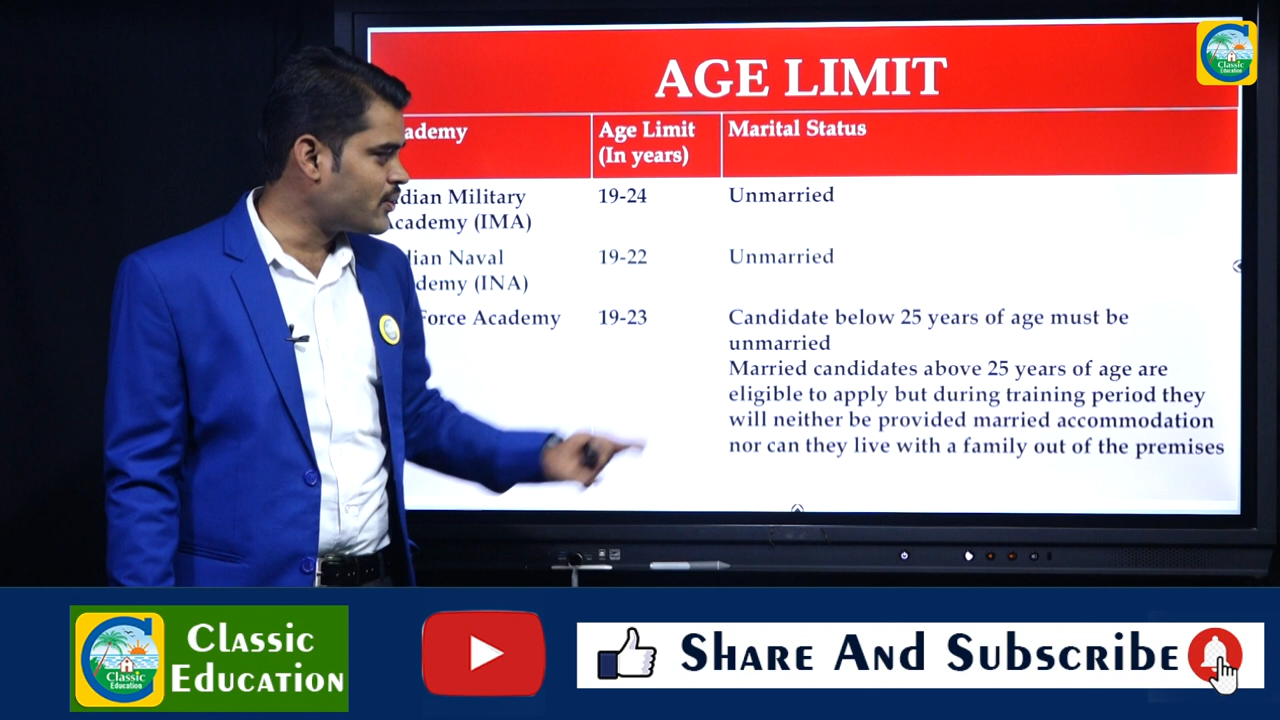 AGE LIMIT
Classic
Education
ademy
Age Limit
(In years)
Marital Status
dian Military
cademy (IMA)
19-24
Unmarried
lian Naval
demy (INA)
19-22
Unmarried
Force Academy
19-23
Candidate below 25 years of age must be
unmarried
Married candidates above 25 years of age are
eligible to apply but during training period they
will neither be provided married accommodation
nor can they live with a family out of the premises
Classic
Education
Classic
Education
Share And Subscribe